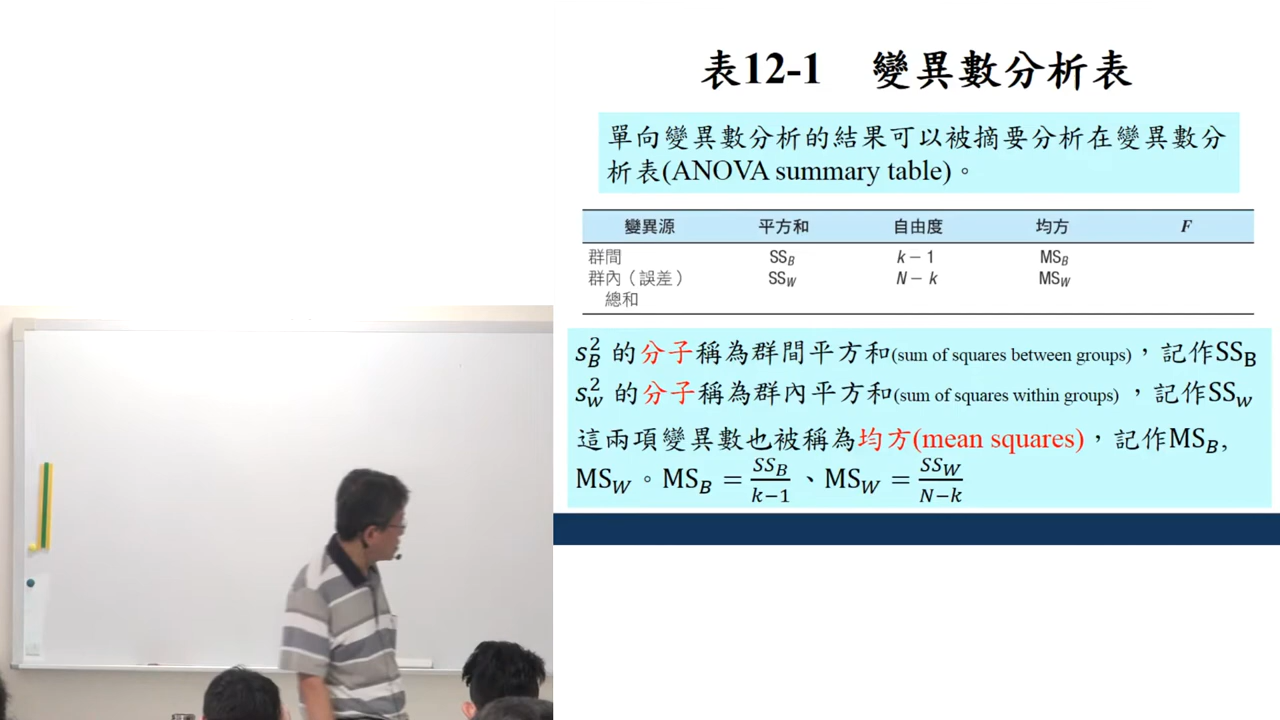 表12-1 變異數分析表
單向變異數分析的結果可以被摘要分析在變異數分
析表(ANOVA summary table)。
變異源 平方和 自由度 均方 F
群間 SS_B k − 1 MS_B
群內（誤差） SS_W N − k MS_W
總和
s_B^2 的分子稱為群間平方和(sum of squares between groups)，記作SS_B
s_w^2 的分子稱為群內平方和(sum of squares within groups)，記作SS_w
這兩項變異數也被稱為均方(mean squares)，記作MS_B,
MS_W。MS_B = SS_B/k−1、MS_W = SS_W/N−k